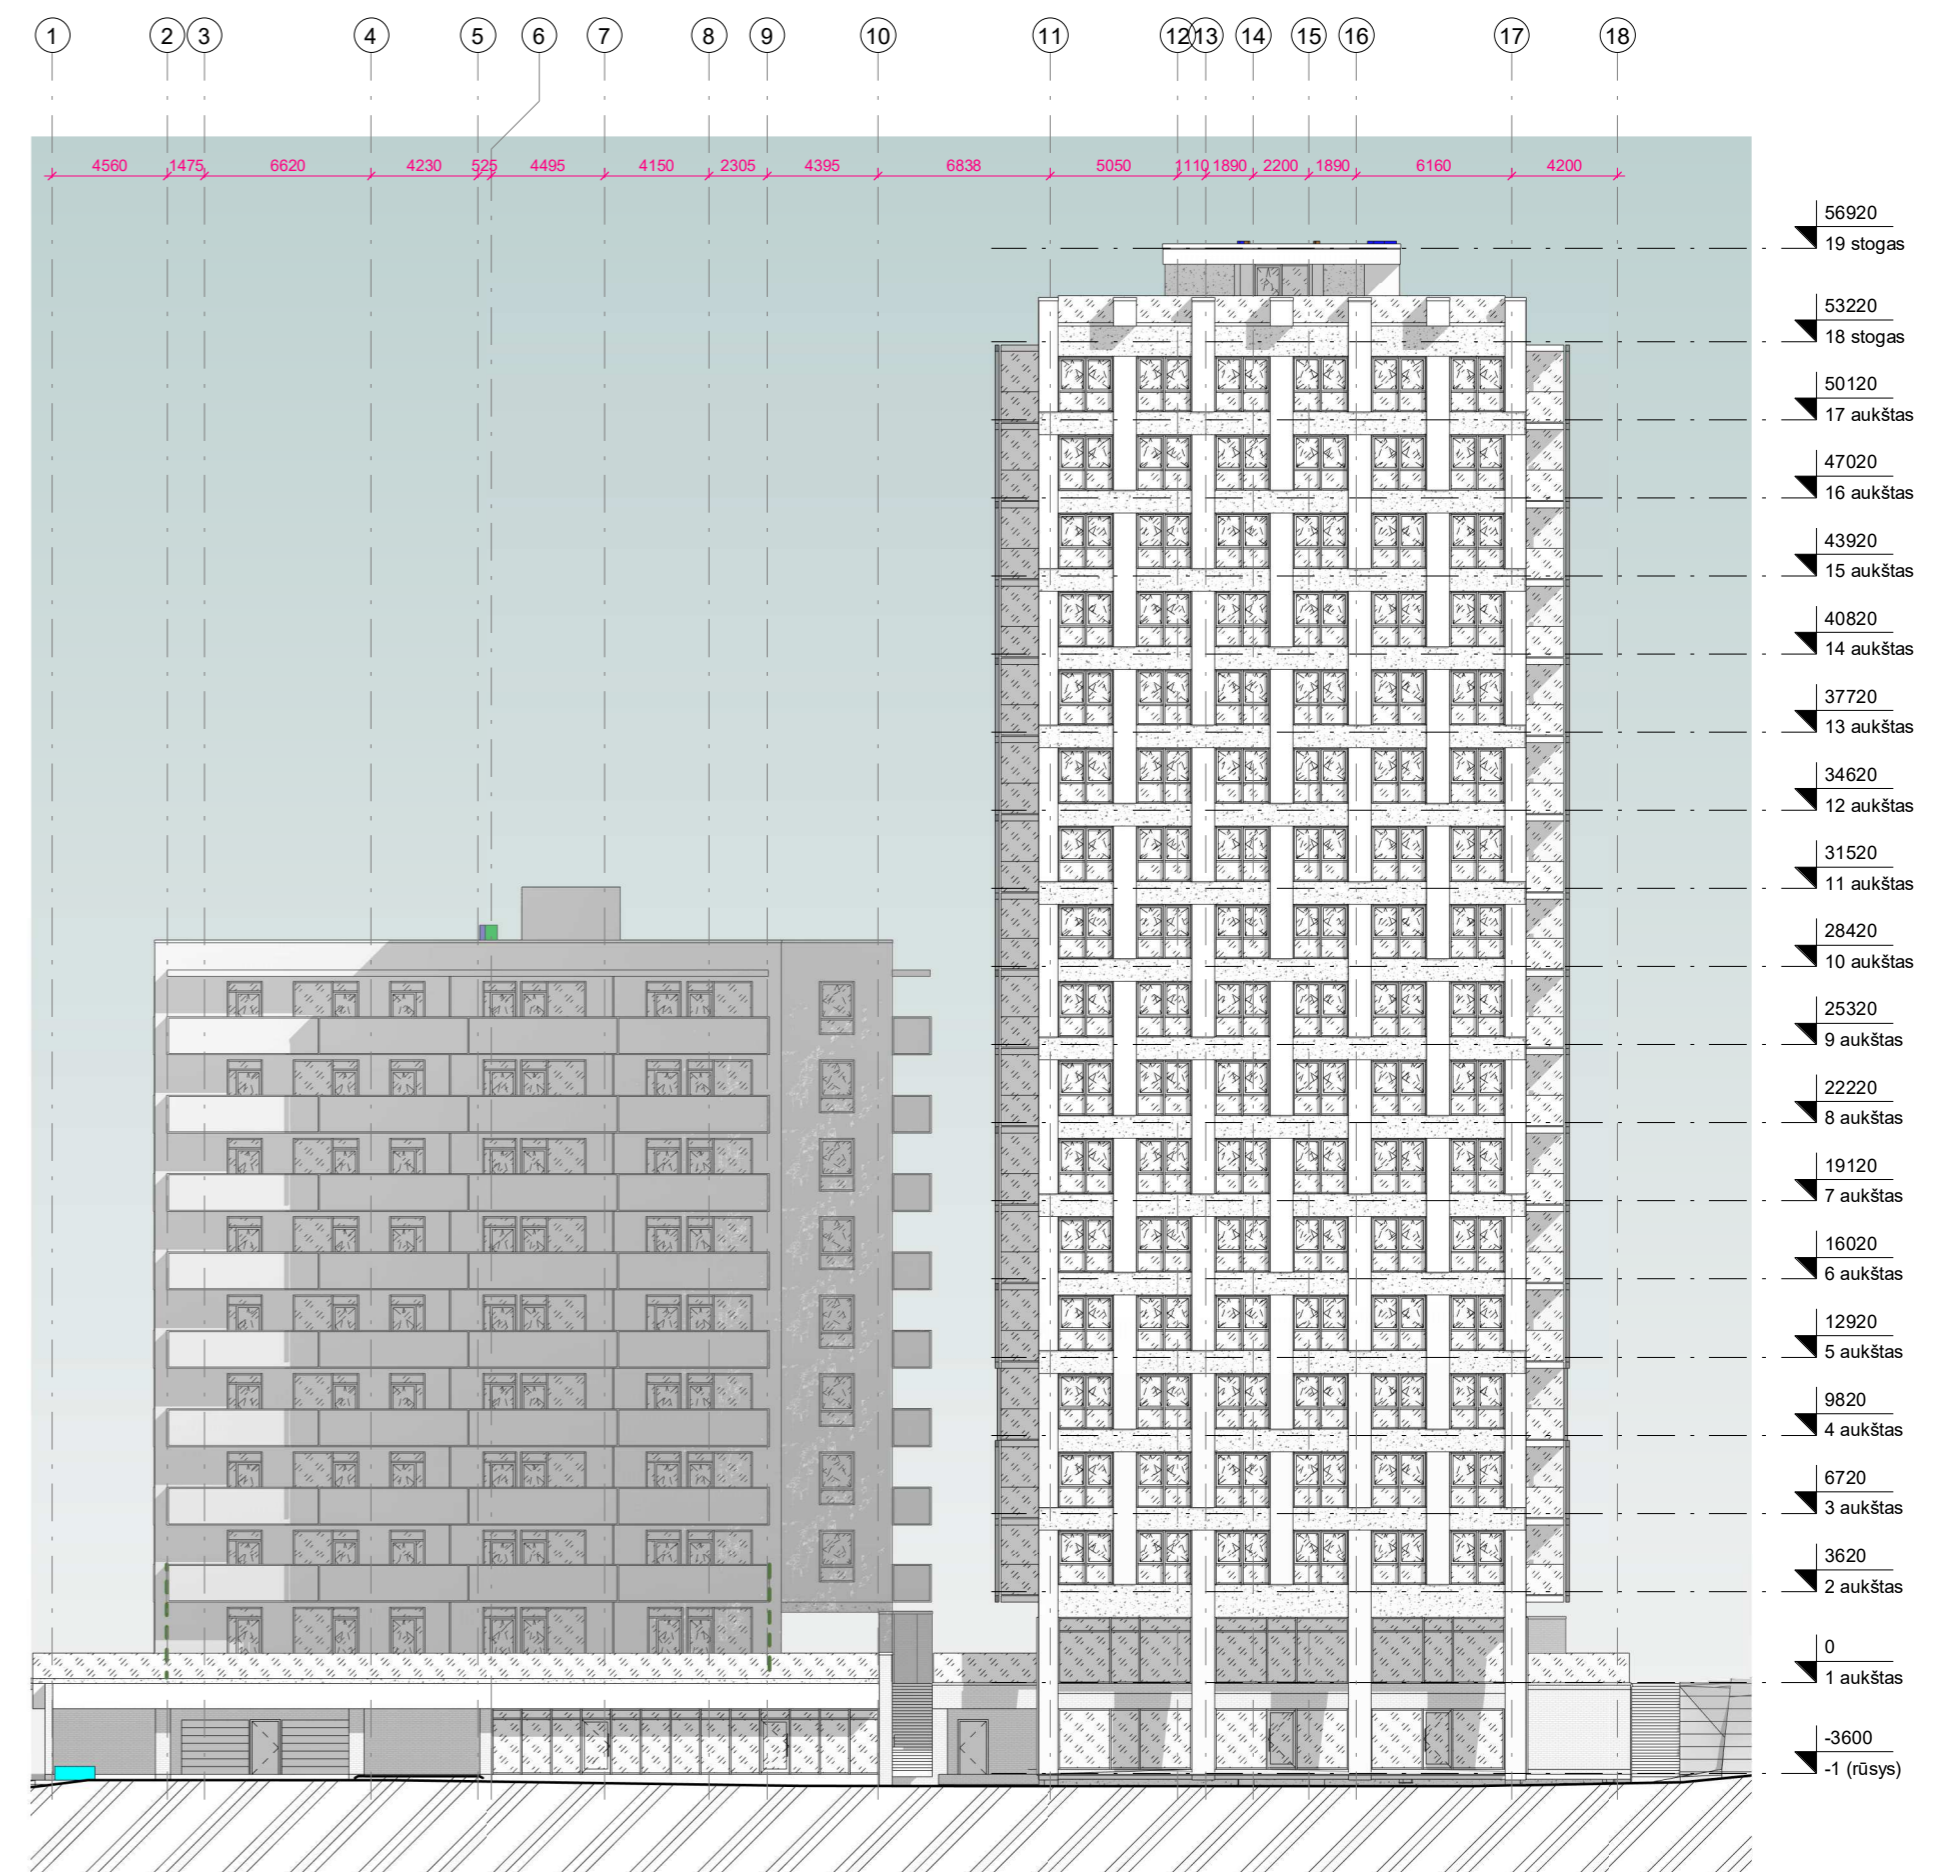 1 2 3 4 5 6 7 8 9 10 11 12 13 14 15 16 17 18
4560 1475 6620 4230 525 4495 4150 2305 4395 6838 5050 1110 1890 2200 1890 6160 4200
56920
19 stogas
53220
18 stogas
50120
17 aukštas
47020
16 aukštas
43920
15 aukštas
40820
14 aukštas
37720
13 aukštas
34620
12 aukštas
31520
11 aukštas
28420
10 aukštas
25320
9 aukštas
22220
8 aukštas
19120
7 aukštas
16020
6 aukštas
12920
5 aukštas
9820
4 aukštas
6720
3 aukštas
3620
2 aukštas
0
1 aukštas
-3600
-1 (rūsys)